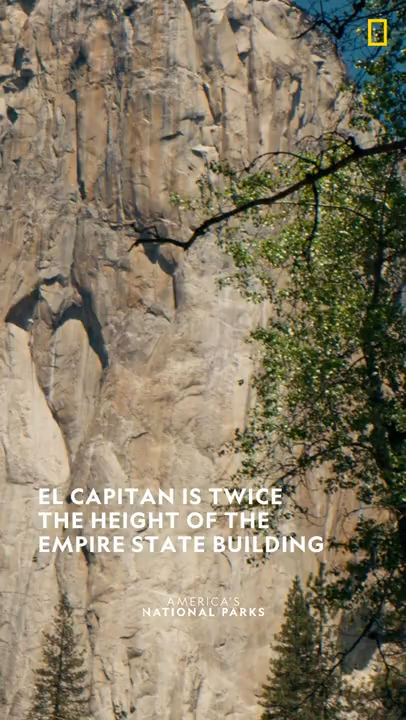 EL CAPITAN IS TWICE
THE HEIGHT OF THE
EMPIRE STATE BUILDING
AMERICA'S
NATIONAL PARKS